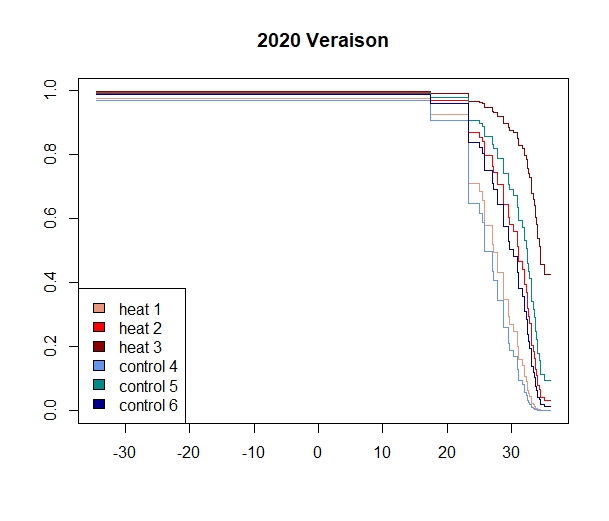 2020 Veraison
1.0
0.8
0.6
0.4
0.2
0.0
heat 1
heat 2
heat 3
control 4
control 5
control 6
-30 -20 -10 0 10 20 30